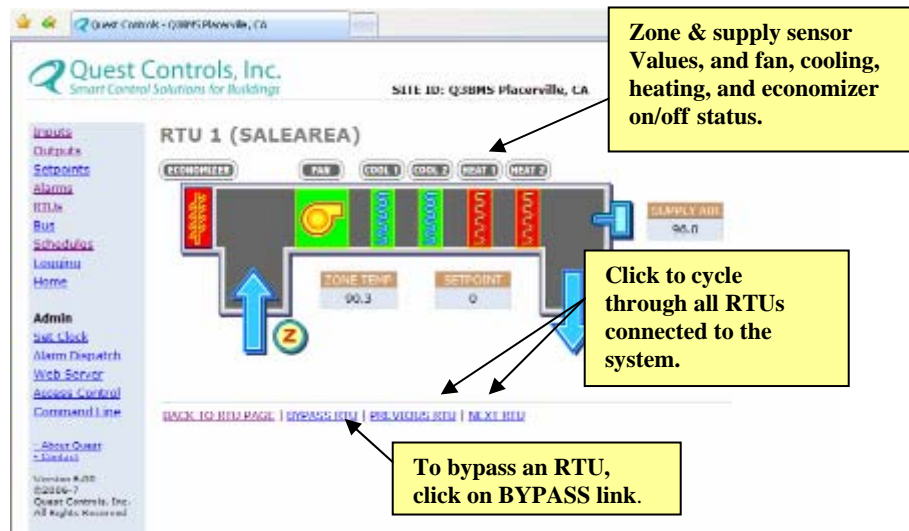 Quest Controls - Q3BMS Placerville, CA
Quest Controls, Inc.
Smart Control Solutions for Buildings
SITE ID: Q3BMS Placerville, CA
Zone & supply sensor
Values, and fan, cooling,
heating, and economizer
on/off status.
Inputs
Outputs
Setpoints
Alarms
RTUs
Bus
Schedules
Logging
Home
Admin
Set Clock
Alarm Dispatch
Web Server
Access Control
Command Line
- About Quest
- Contact
Version
©2006-7
Quest Controls, Inc.
All Rights Reserved
RTU 1 (SALEAREA)
ECONOMIZER FAN COOL 1 COOL 2 HEAT 1 HEAT 2
SUPPLY AIR
96.0
ZONE TEMP SETPOINT
90.3 0
Z
Click to cycle
through all RTUs
connected to the
system.
BACK TO RTU PAGE | BYPASS RTU | PREVIOUS RTU | NEXT RTU
To bypass an RTU,
click on BYPASS link.